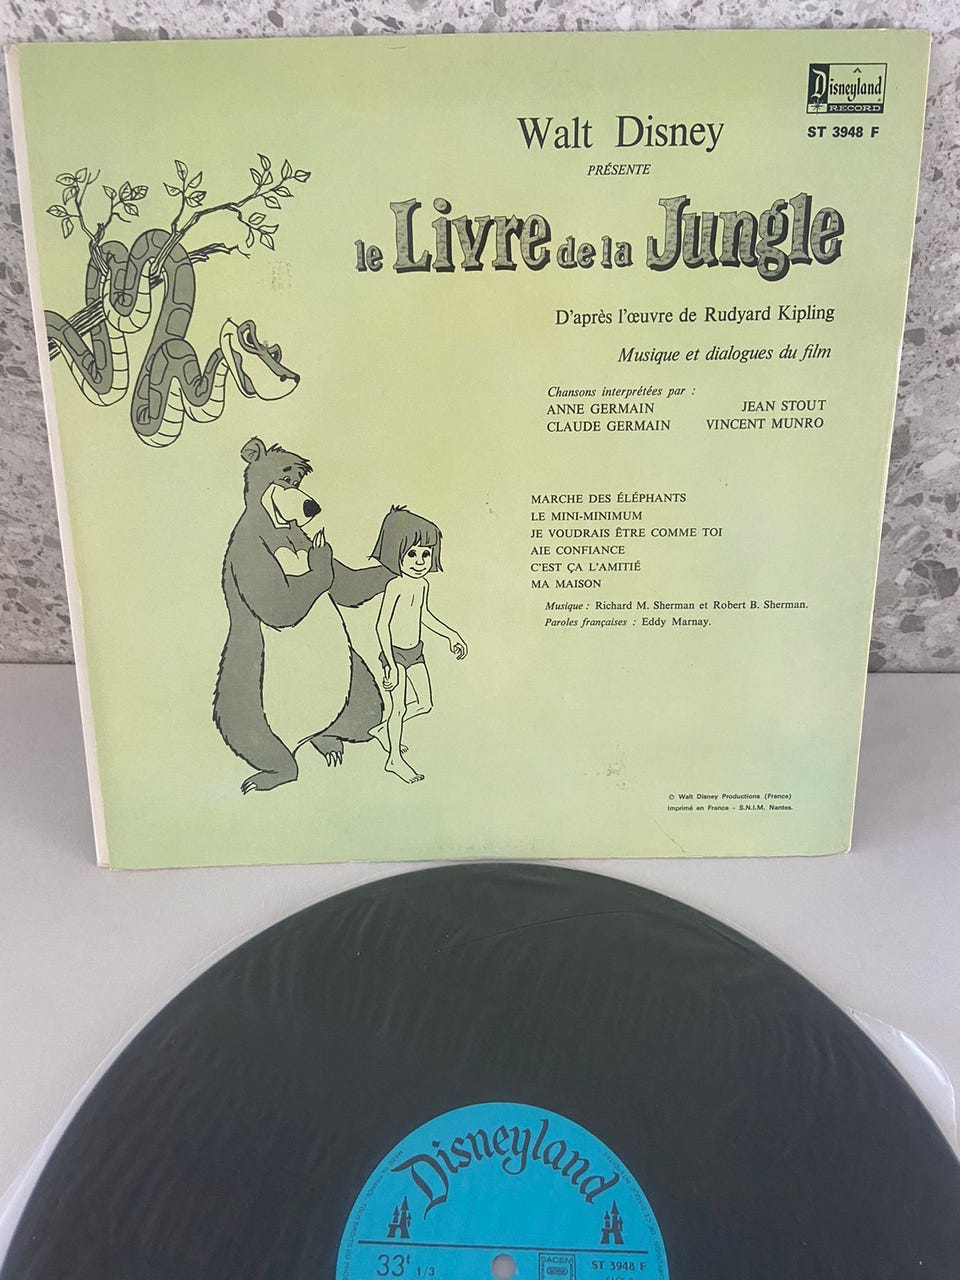 Disneyland
RECORD
ST 3948 F
Walt Disney
PRÉSENTE
le Livre de la Jungle
D'après l'œuvre de Rudyard Kipling
Musique et dialogues du film
Chansons interprétées par :
ANNE GERMAIN JEAN STOUT
CLAUDE GERMAIN VINCENT MUNRO
MARCHE DES ÉLÉPHANTS
LE MINI-MINIMUM
JE VOUDRAIS ÊTRE COMME TOI
AIE CONFIANCE
C'EST ÇA L'AMITIÉ
MA MAISON
Musique : Richard M. Sherman et Robert B. Sherman.
Paroles françaises : Eddy Marnay.
© Walt Disney Productions (France)
Imprimé en France - S.N.I.M. Nantes.
Disneyland
33t 1/3
SACEM
ST 3948 F